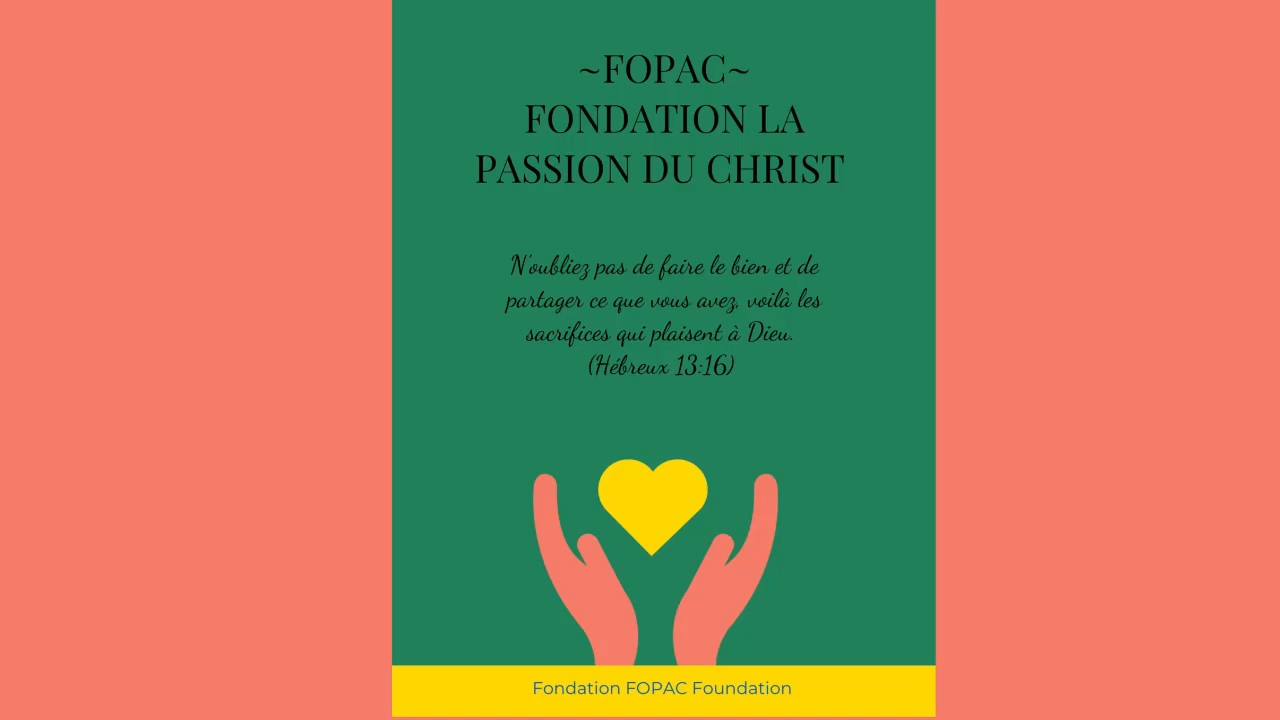 ~FOPAC~
FONDATION LA
PASSION DU CHRIST
N'oubliez pas de faire le bien et de
partager ce que vous avez, voilà les
sacrifices qui plaisent à Dieu.
(Hébreux 13:16)
Fondation FOPAC Foundation